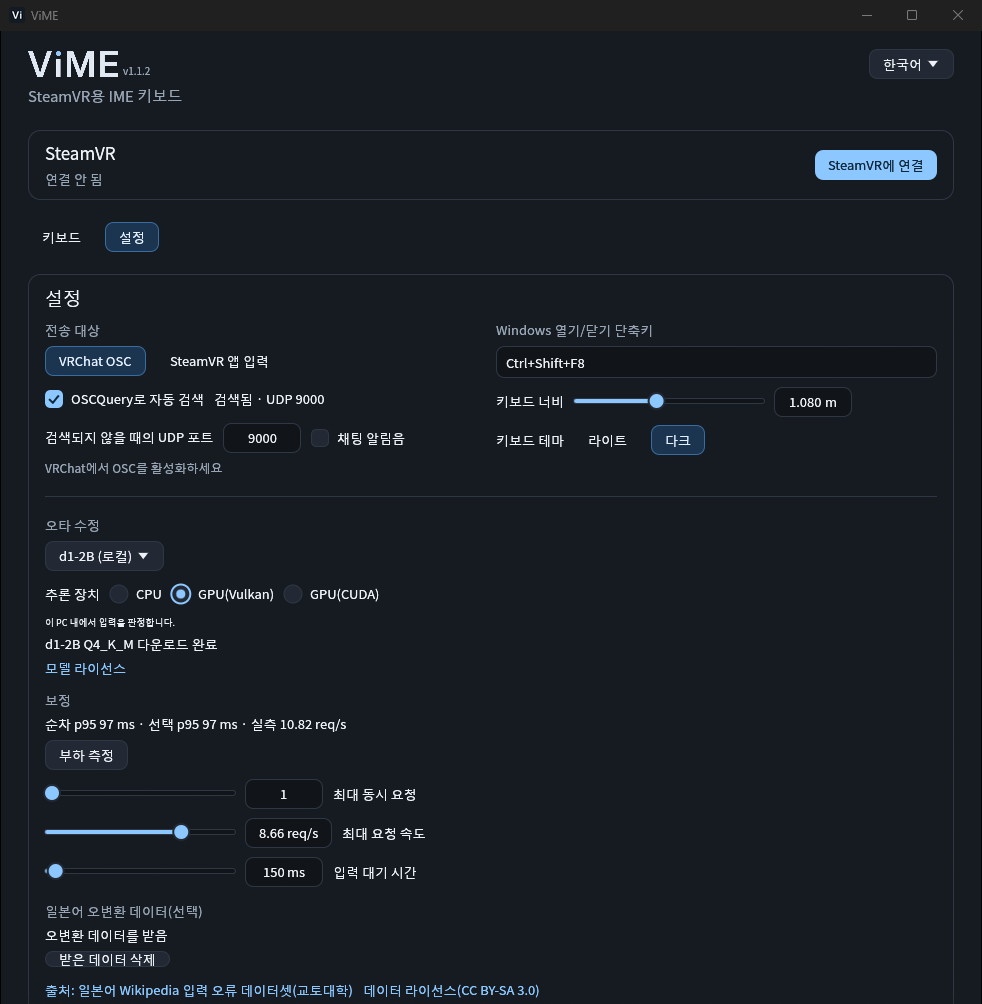 Vi ViME
ViME v1.1.2
한국어
SteamVR용 IME 키보드
SteamVR
연결 안 됨
SteamVR에 연결
키보드 설정
설정
전송 대상
VRChat OSC SteamVR 앱 입력
OSCQuery로 자동 검색 검색됨 · UDP 9000
검색되지 않을 때의 UDP 포트 9000 채팅 알림음
VRChat에서 OSC를 활성화하세요
Windows 열기/닫기 단축키
Ctrl+Shift+F8
키보드 너비 1.080 m
키보드 테마 라이트 다크
오타 수정
d1-2B (로컬)
추론 장치 CPU GPU(Vulkan) GPU(CUDA)
이 PC 내에서 입력을 판정합니다.
d1-2B Q4_K_M 다운로드 완료
모델 라이선스
보정
순차 p95 97 ms · 선택 p95 97 ms · 실측 10.82 req/s
부하 측정
1 최대 동시 요청
8.66 req/s 최대 요청 속도
150 ms 입력 대기 시간
일본어 오변환 데이터(선택)
오변환 데이터를 받음
받은 데이터 삭제
출처: 일본어 Wikipedia 입력 오류 데이터셋(교토대학) 데이터 라이선스(CC BY-SA 3.0)